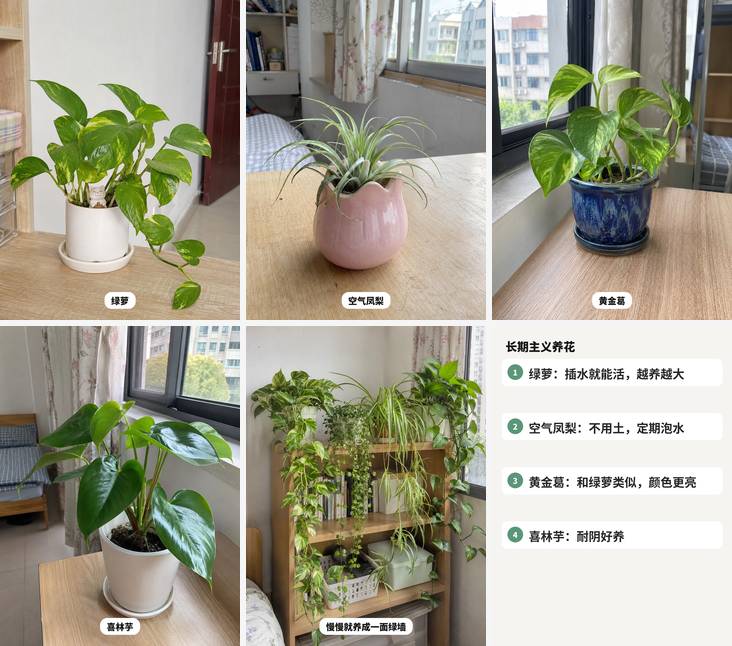 绿萝
空气凤梨
黄金葛
喜林芋
慢慢就养成一面绿墙
长期主义养花
1 绿萝：插水就能活，越养越大
2 空气凤梨：不用土，定期泡水
3 黄金葛：和绿萝类似，颜色更亮
4 喜林芋：耐阴好养